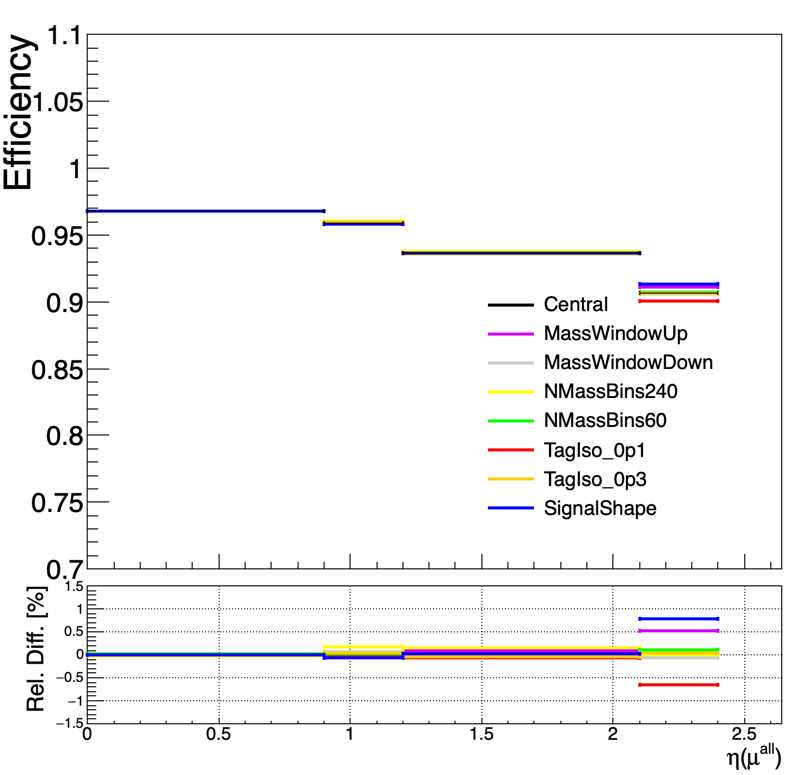 Efficiency
1.1
1.05
1
0.95
0.9
0.85
0.8
0.75
0.7
Central
MassWindowUp
MassWindowDown
NMassBins240
NMassBins60
TagIso_0p1
TagIso_0p3
SignalShape
Rel. Diff. [%]
1.5
1
0.5
0
−0.5
−1
−1.5
0 0.5 1 1.5 2 2.5
η(μ^all)